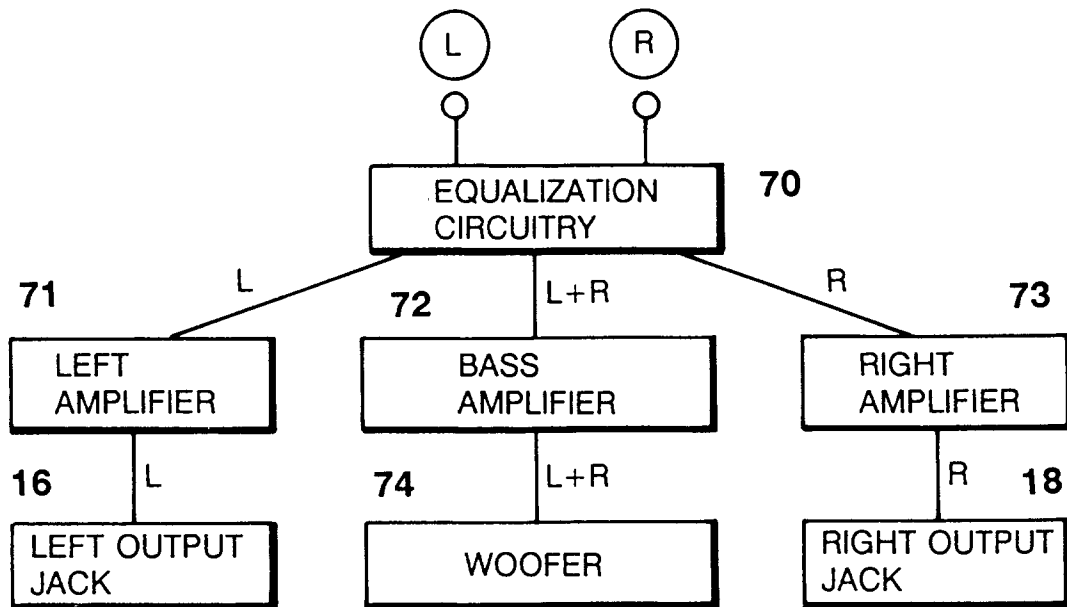 L R
EQUALIZATION
CIRCUITRY
70
L L+R R
71 72 73
LEFT
AMPLIFIER
BASS
AMPLIFIER
RIGHT
AMPLIFIER
L L+R R
16 74 18
LEFT OUTPUT
JACK
WOOFER
RIGHT OUTPUT
JACK